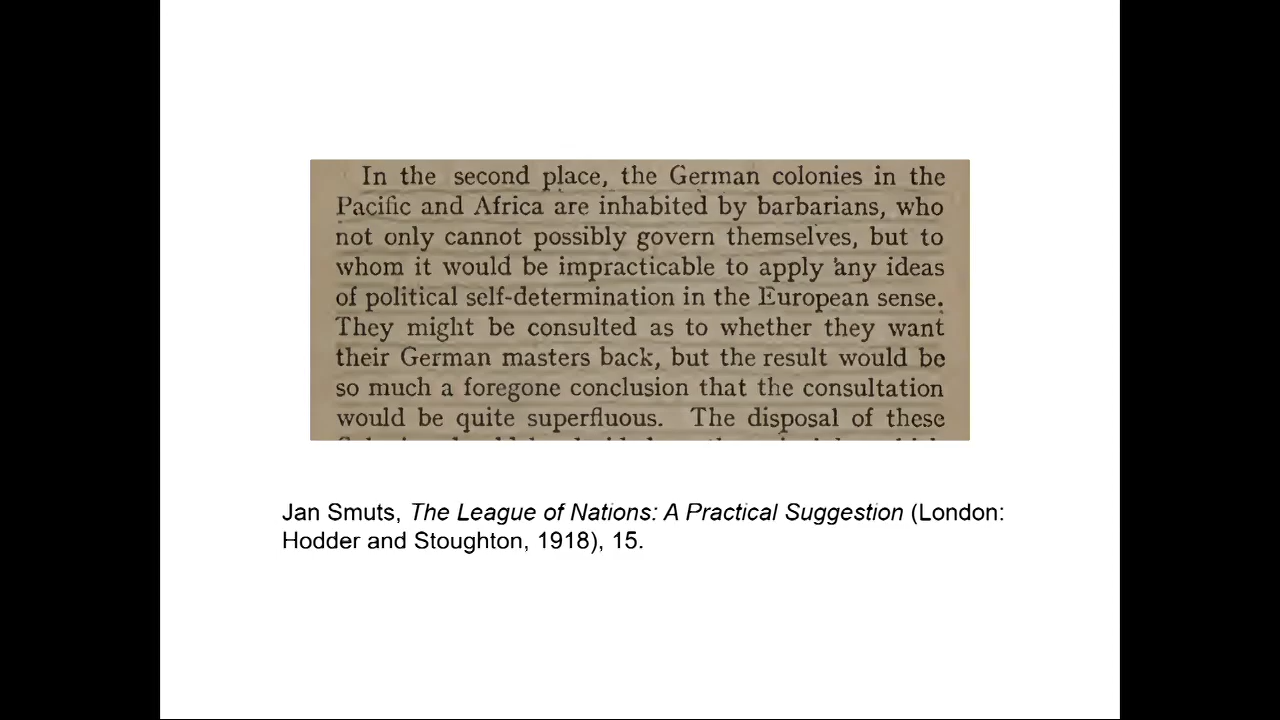 In the second place, the German colonies in the
Pacific and Africa are inhabited by barbarians, who
not only cannot possibly govern themselves, but to
whom it would be impracticable to apply any ideas
of political self-determination in the European sense.
They might be consulted as to whether they want
their German masters back, but the result would be
so much a foregone conclusion that the consultation
would be quite superfluous. The disposal of these
Jan Smuts, The League of Nations: A Practical Suggestion (London:
Hodder and Stoughton, 1918), 15.